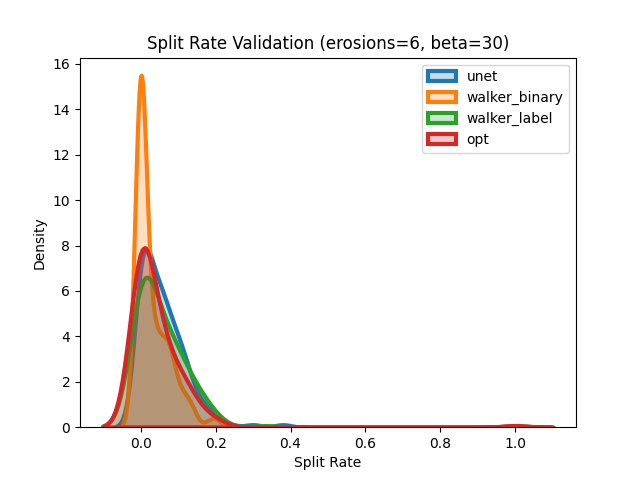 Split Rate Validation (erosions=6, beta=30)
unet
walker_binary
walker_label
opt
16
14
12
10
8
6
4
2
0
Density
0.0 0.2 0.4 0.6 0.8 1.0
Split Rate